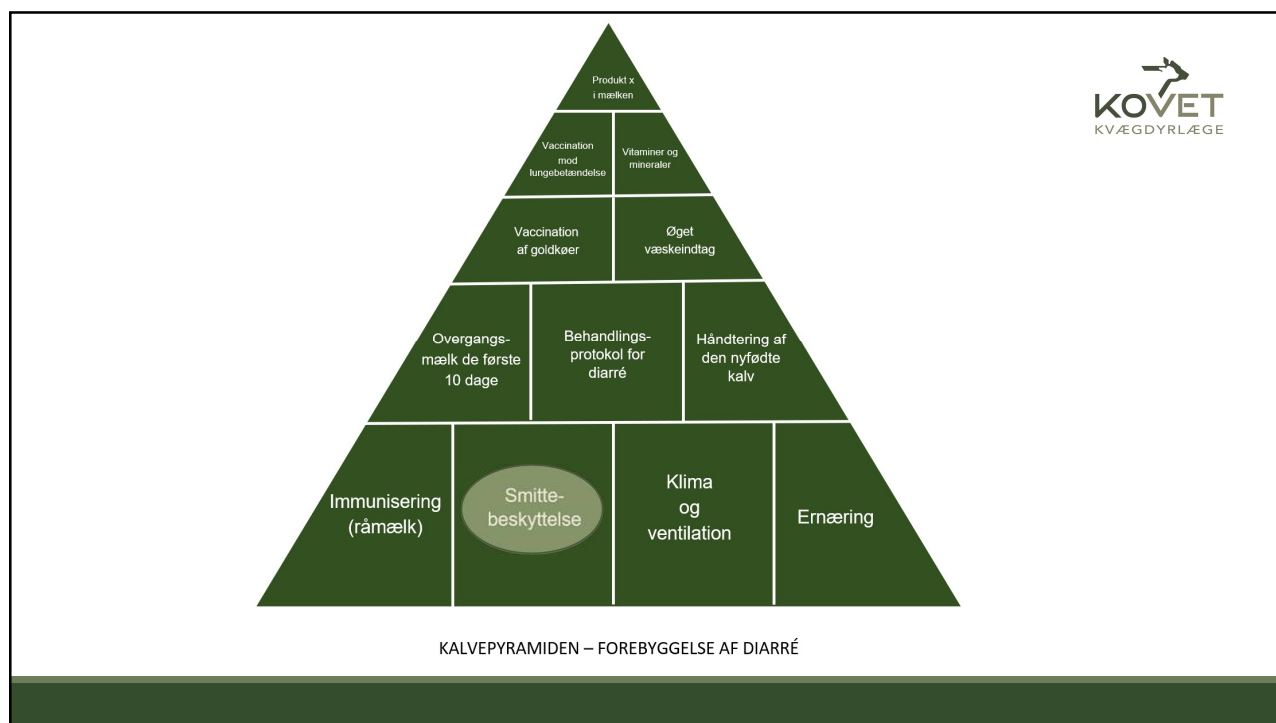 Produkt x
i mælken
KOVET
KVÆGDYRLÆGE
Vaccination
mod
lungebetændelse
Vitaminer og
mineraler
Vaccination
af goldkøer
Øget
væskeindtag
Overgangs-
mælk de første
10 dage
Behandlings-
protokol for
diarré
Håndtering af
den nyfødte
kalv
Immunisering
(råmælk)
Smitte-
beskyttelse
Klima
og
ventilation
Ernæring
KALVEPYRAMIDEN – FOREBYGGELSE AF DIARRÉ